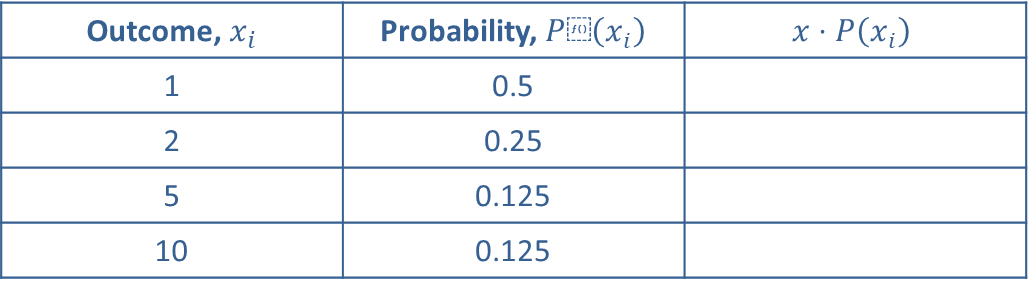 Outcome, xᵢ Probability, P f()(xᵢ) x · P(xᵢ)
1 0.5
2 0.25
5 0.125
10 0.125